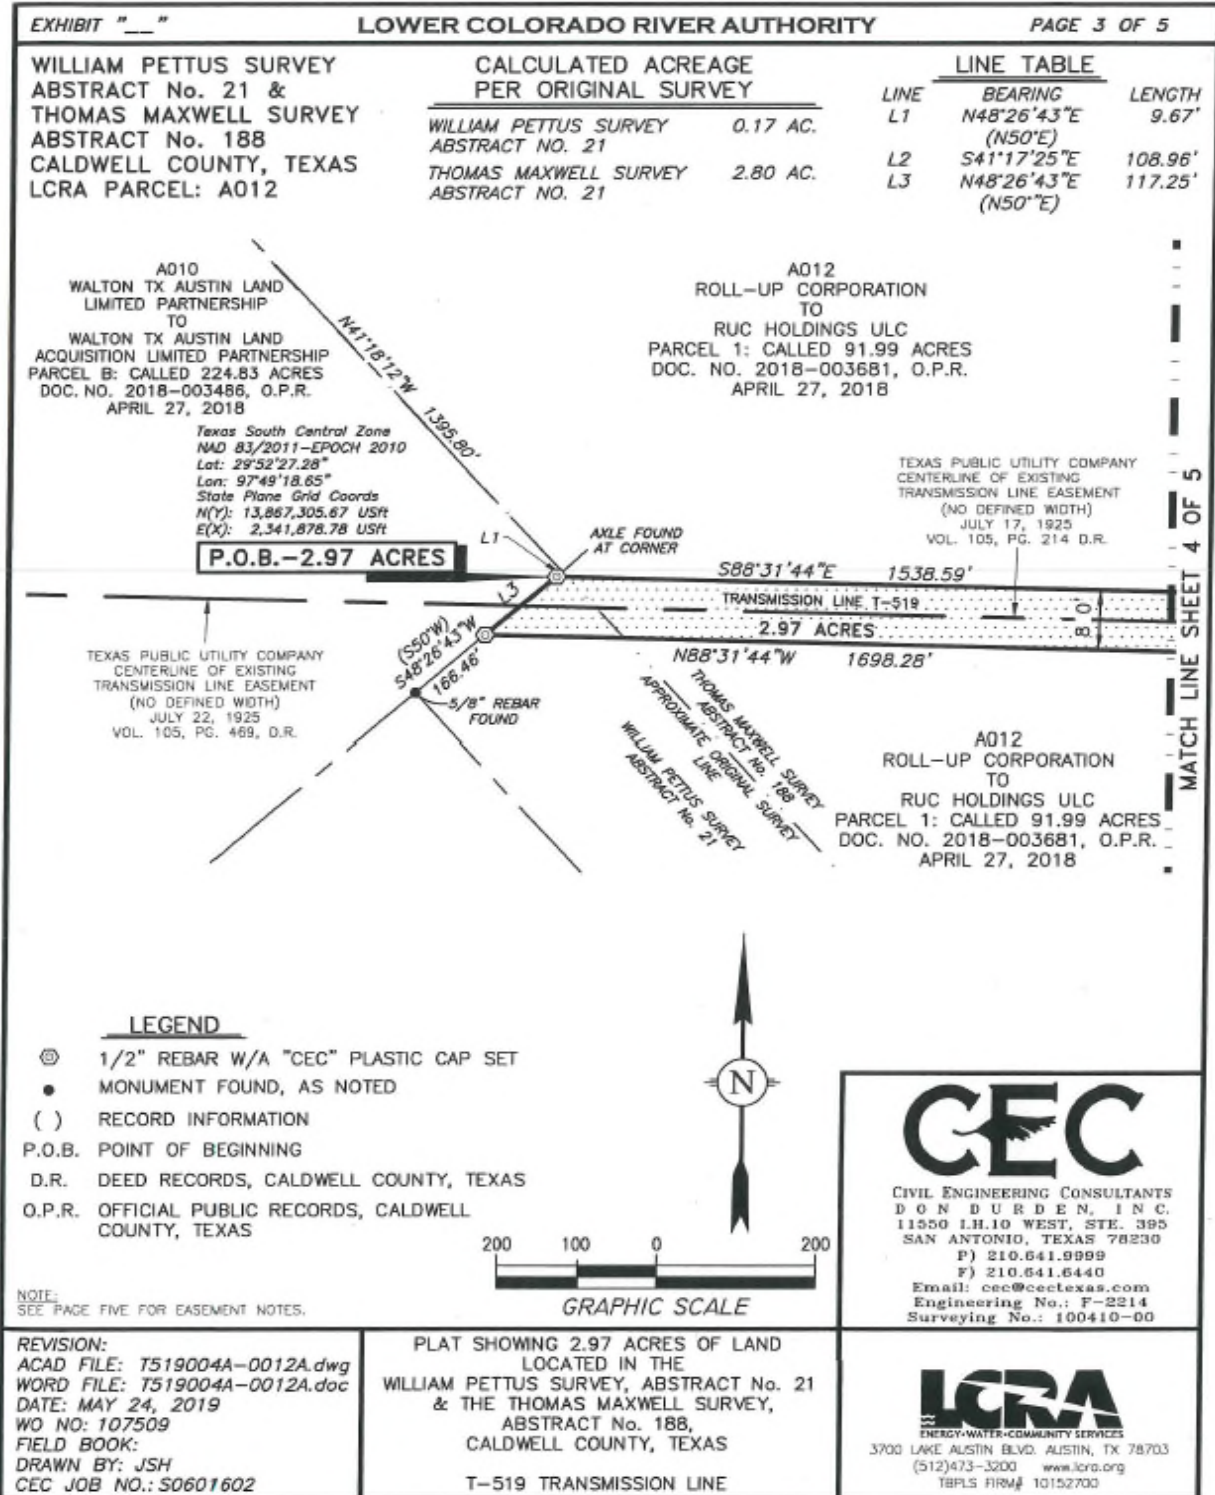 EXHIBIT "__"
LOWER COLORADO RIVER AUTHORITY
PAGE 3 OF 5
WILLIAM PETTUS SURVEY
ABSTRACT No. 21 &
THOMAS MAXWELL SURVEY
ABSTRACT No. 188
CALDWELL COUNTY, TEXAS
LCRA PARCEL: A012
CALCULATED ACREAGE
PER ORIGINAL SURVEY
WILLIAM PETTUS SURVEY 0.17 AC.
ABSTRACT NO. 21
THOMAS MAXWELL SURVEY 2.80 AC.
ABSTRACT NO. 21
LINE TABLE
LINE BEARING LENGTH
L1 N48°26'43"E 9.67'
(N50°E)
L2 S41°17'25"E 108.96'
L3 N48°26'43"E 117.25'
(N50°"E)
A010
WALTON TX AUSTIN LAND
LIMITED PARTNERSHIP
TO
WALTON TX AUSTIN LAND
ACQUISITION LIMITED PARTNERSHIP
PARCEL B: CALLED 224.83 ACRES
DOC. NO. 2018-003486, O.P.R.
APRIL 27, 2018
N41°18'12"W 1395.80'
A012
ROLL-UP CORPORATION
TO
RUC HOLDINGS ULC
PARCEL 1: CALLED 91.99 ACRES
DOC. NO. 2018-003681, O.P.R.
APRIL 27, 2018
Texas South Central Zone
NAD 83/2011-EPOCH 2010
Lat: 29°52'27.28"
Lon: 97°49'18.65"
State Plane Grid Coords
N(Y): 13,867,305.67 USft
E(X): 2,341,878.78 USft
P.O.B.-2.97 ACRES
L1
AXLE FOUND
AT CORNER
TEXAS PUBLIC UTILITY COMPANY
CENTERLINE OF EXISTING
TRANSMISSION LINE EASEMENT
(NO DEFINED WIDTH)
JULY 17, 1925
VOL. 105, PG. 214 D.R.
MATCH LINE SHEET 4 OF 5
S88°31'44"E 1538.59'
L3
TRANSMISSION LINE T-519
2.97 ACRES
80'
N88°31'44"W 1698.28'
(S50°W)
S48°26'43"W
166.46'
5/8" REBAR
FOUND
TEXAS PUBLIC UTILITY COMPANY
CENTERLINE OF EXISTING
TRANSMISSION LINE EASEMENT
(NO DEFINED WIDTH)
JULY 22, 1925
VOL. 105, PG. 469, D.R.
THOMAS MAXWELL SURVEY
ABSTRACT No. 188
APPROXIMATE ORIGINAL SURVEY
LINE
WILLIAM PETTUS SURVEY
ABSTRACT No. 21
A012
ROLL-UP CORPORATION
TO
RUC HOLDINGS ULC
PARCEL 1: CALLED 91.99 ACRES
DOC. NO. 2018-003681, O.P.R.
APRIL 27, 2018
LEGEND
1/2" REBAR W/A "CEC" PLASTIC CAP SET
MONUMENT FOUND, AS NOTED
( ) RECORD INFORMATION
P.O.B. POINT OF BEGINNING
D.R. DEED RECORDS, CALDWELL COUNTY, TEXAS
O.P.R. OFFICIAL PUBLIC RECORDS, CALDWELL
COUNTY, TEXAS
N
200 100 0 200
GRAPHIC SCALE
NOTE:
SEE PAGE FIVE FOR EASEMENT NOTES.
CEC
CIVIL ENGINEERING CONSULTANTS
DON DURDEN, INC.
11550 I.H.10 WEST, STE. 395
SAN ANTONIO, TEXAS 78230
P) 210.641.9999
F) 210.641.6440
Email: cec@cectexas.com
Engineering No.: F-2214
Surveying No.: 100410-00
REVISION:
ACAD FILE: T519004A-0012A.dwg
WORD FILE: T519004A-0012A.doc
DATE: MAY 24, 2019
WO NO: 107509
FIELD BOOK:
DRAWN BY: JSH
CEC JOB NO.: S0601602
PLAT SHOWING 2.97 ACRES OF LAND
LOCATED IN THE
WILLIAM PETTUS SURVEY, ABSTRACT No. 21
& THE THOMAS MAXWELL SURVEY,
ABSTRACT No. 188,
CALDWELL COUNTY, TEXAS
T-519 TRANSMISSION LINE
LCRA
ENERGY•WATER•COMMUNITY SERVICES
3700 LAKE AUSTIN BLVD. AUSTIN, TX 78703
(512)473-3200 www.lcra.org
TBPLS FIRM# 10152700